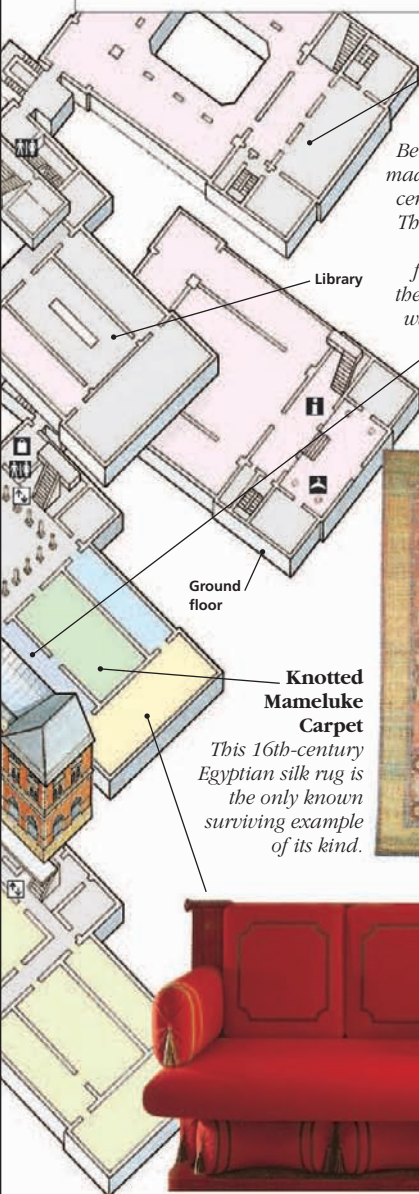 Be
mad
cen
Th
f
the
w
Library
Ground
floor
Knotted
Mameluke
Carpet
This 16th-century
Egyptian silk rug is
the only known
surviving example
of its kind.